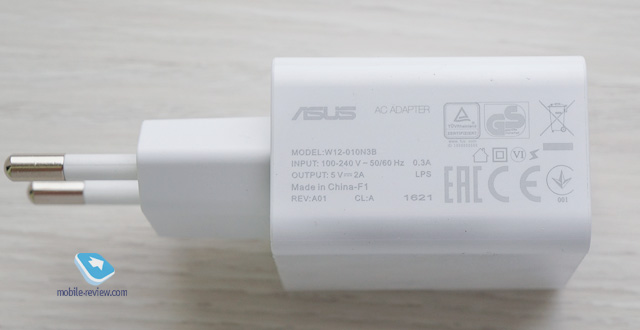 ASUS AC ADAPTER
MODEL: W12-010N3B
INPUT: 100-240 V ~ 50/60 Hz 0.3A
OUTPUT: 5 V⎓2A LPS
Made in China-F1
REV: A01 CL:A 1621
VI
EAC CE
mobile-review.com